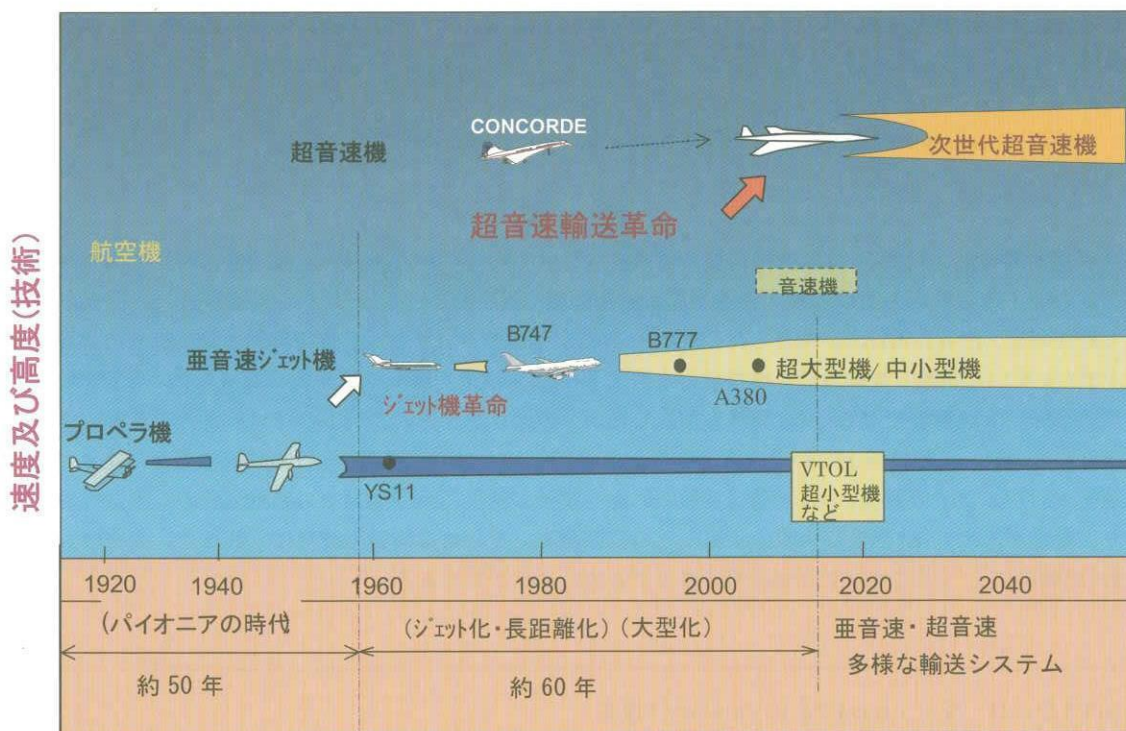 速度及び高度(技術)
CONCORDE
超音速機
次世代超音速機
超音速輸送革命
航空機
音速機
B747
B777
亜音速ジェット機
超大型機/中小型機
A380
ジェット機革命
プロペラ機
YS11
VTOL
超小型機
など
1920
1940
1960
1980
2000
2020
2040
(パイオニアの時代
(ジェット化・長距離化)(大型化)
亜音速・超音速
多様な輸送システム
約50年
約60年